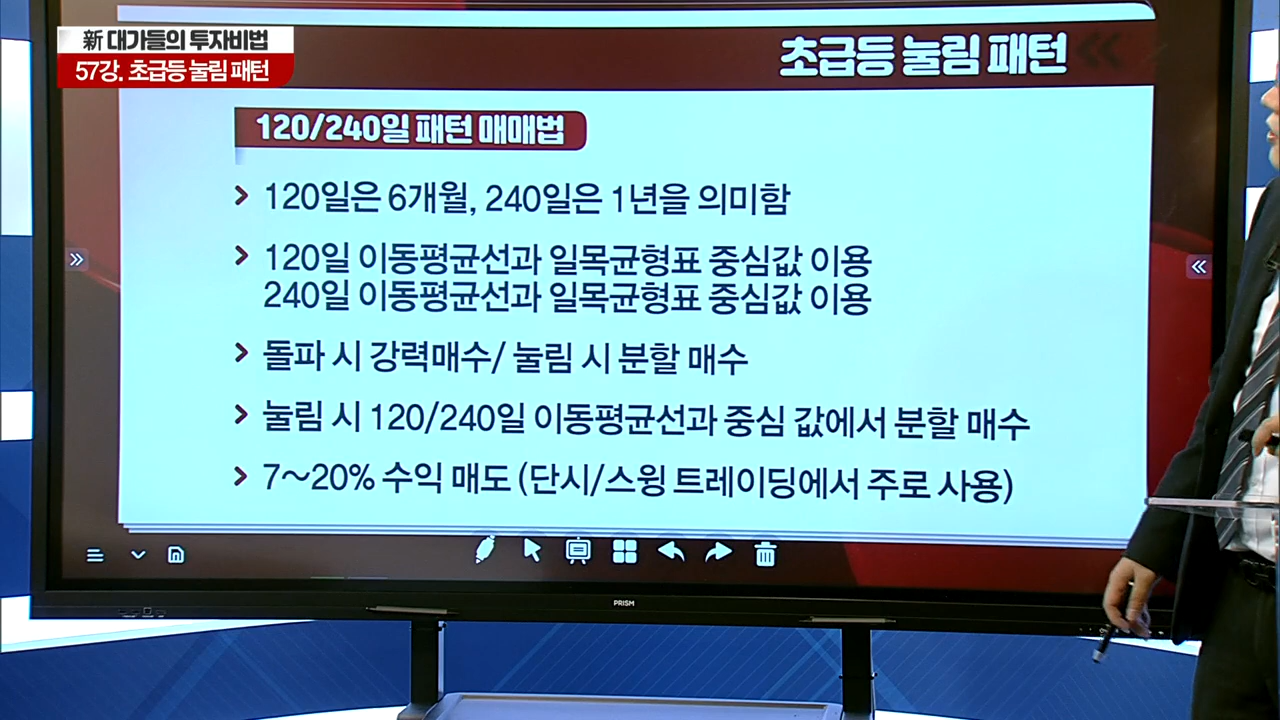 新 대가들의 투자비법
57강. 초급등 눌림 패턴
초급등 눌림 패턴
120/240일 패턴 매매법
120일은 6개월, 240일은 1년을 의미함
120일 이동평균선과 일목균형표 중심값 이용
240일 이동평균선과 일목균형표 중심값 이용
돌파 시 강력매수/ 눌림 시 분할 매수
눌림 시 120/240일 이동평균선과 중심 값에서 분할 매수
7~20% 수익 매도 (단시/스윙 트레이딩에서 주로 사용)
PRISM